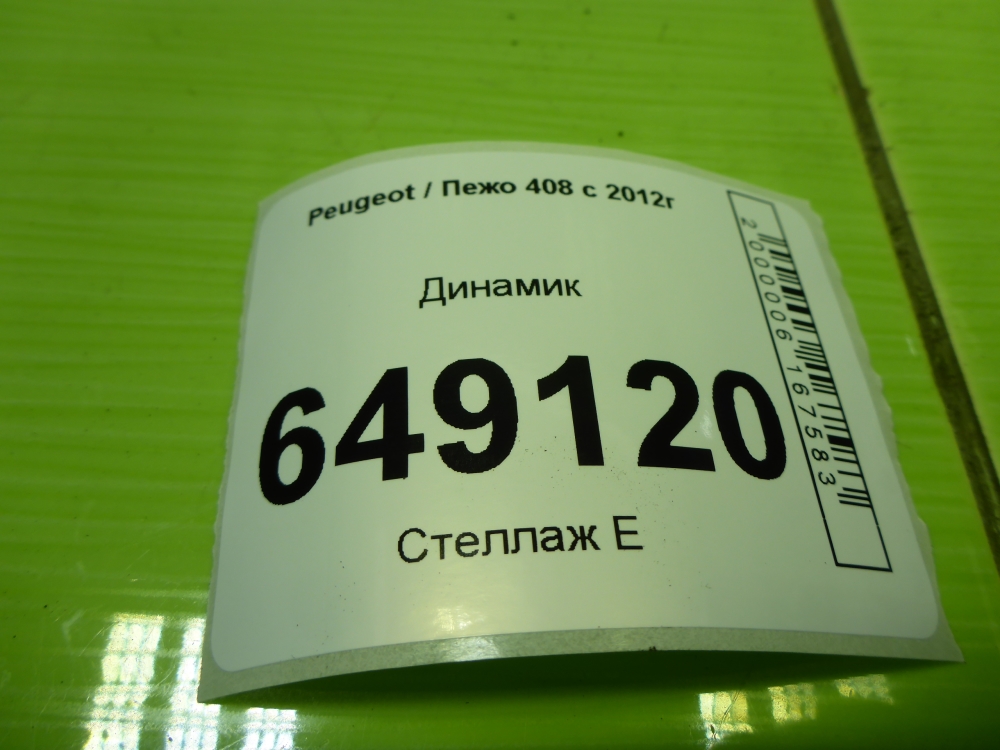 Peugeot / Пежо 408 с 2012г
Динамик
649120
Стеллаж Е
2000006167583